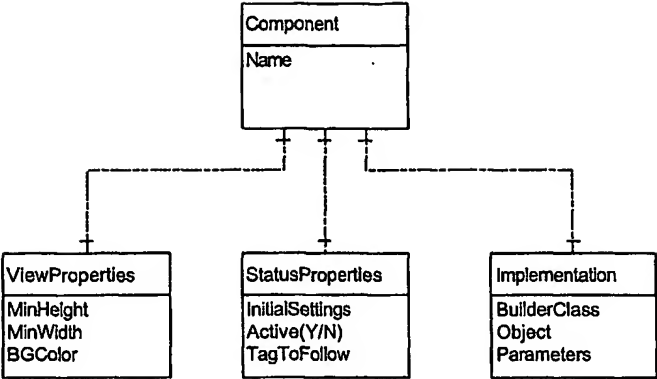 Component
Name
ViewProperties
MinHeight
MinWidth
BGColor
StatusProperties
InitialSettings
Active(Y/N)
TagToFollow
Implementation
BuilderClass
Object
Parameters